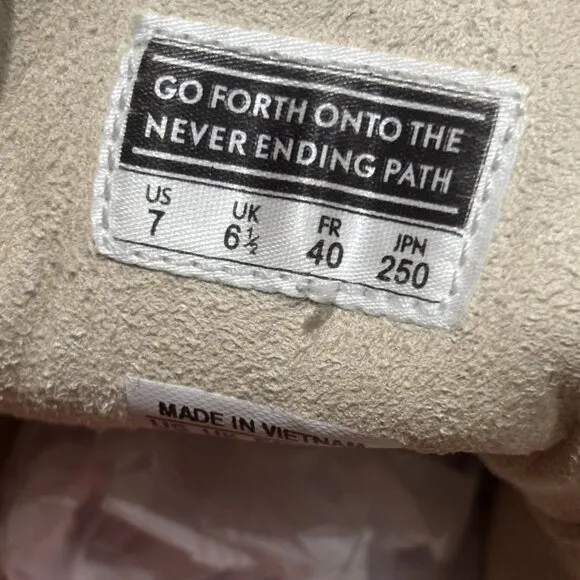 GO FORTH ONTO THE
NEVER ENDING PATH
US UK FR JPN
7 6½ 40 250
MADE IN VIETNAM